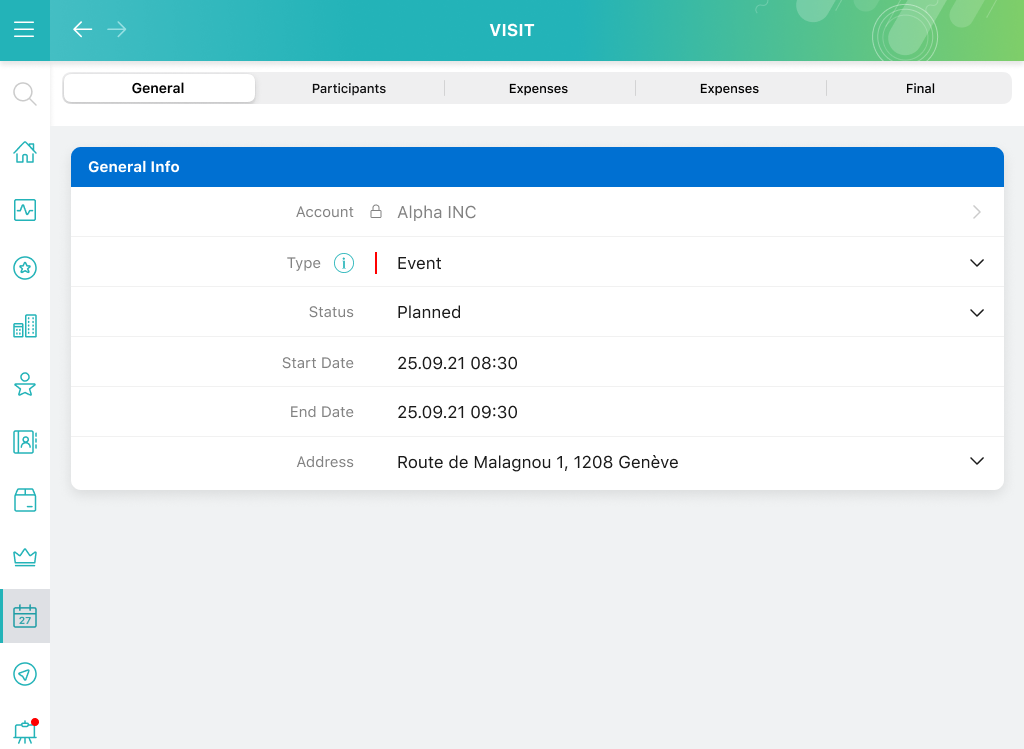 VISIT
General Participants Expenses Expenses Final
General Info
Account Alpha INC
Type i Event
Status Planned
Start Date 25.09.21 08:30
End Date 25.09.21 09:30
Address Route de Malagnou 1, 1208 Genève
27